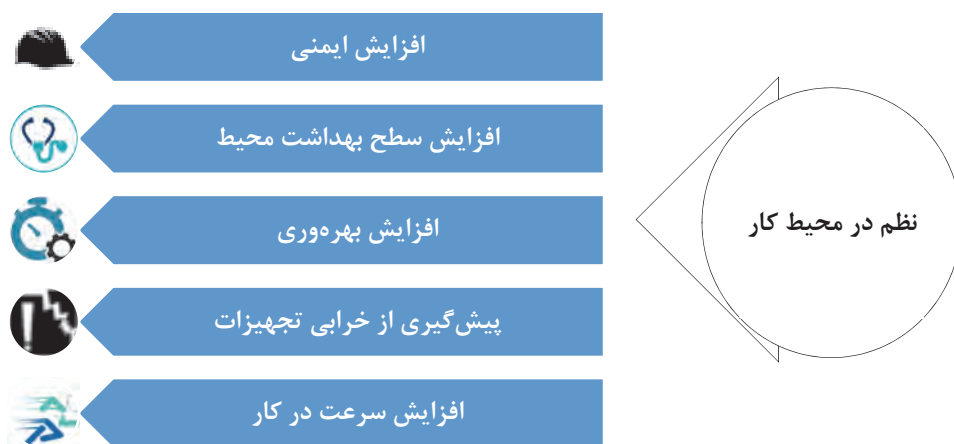 نظم در محیط کار
افزایش ایمنی
افزایش سطح بهداشت محیط
افزایش بهره‌وری
پیش‌گیری از خرابی تجهیزات
افزایش سرعت در کار